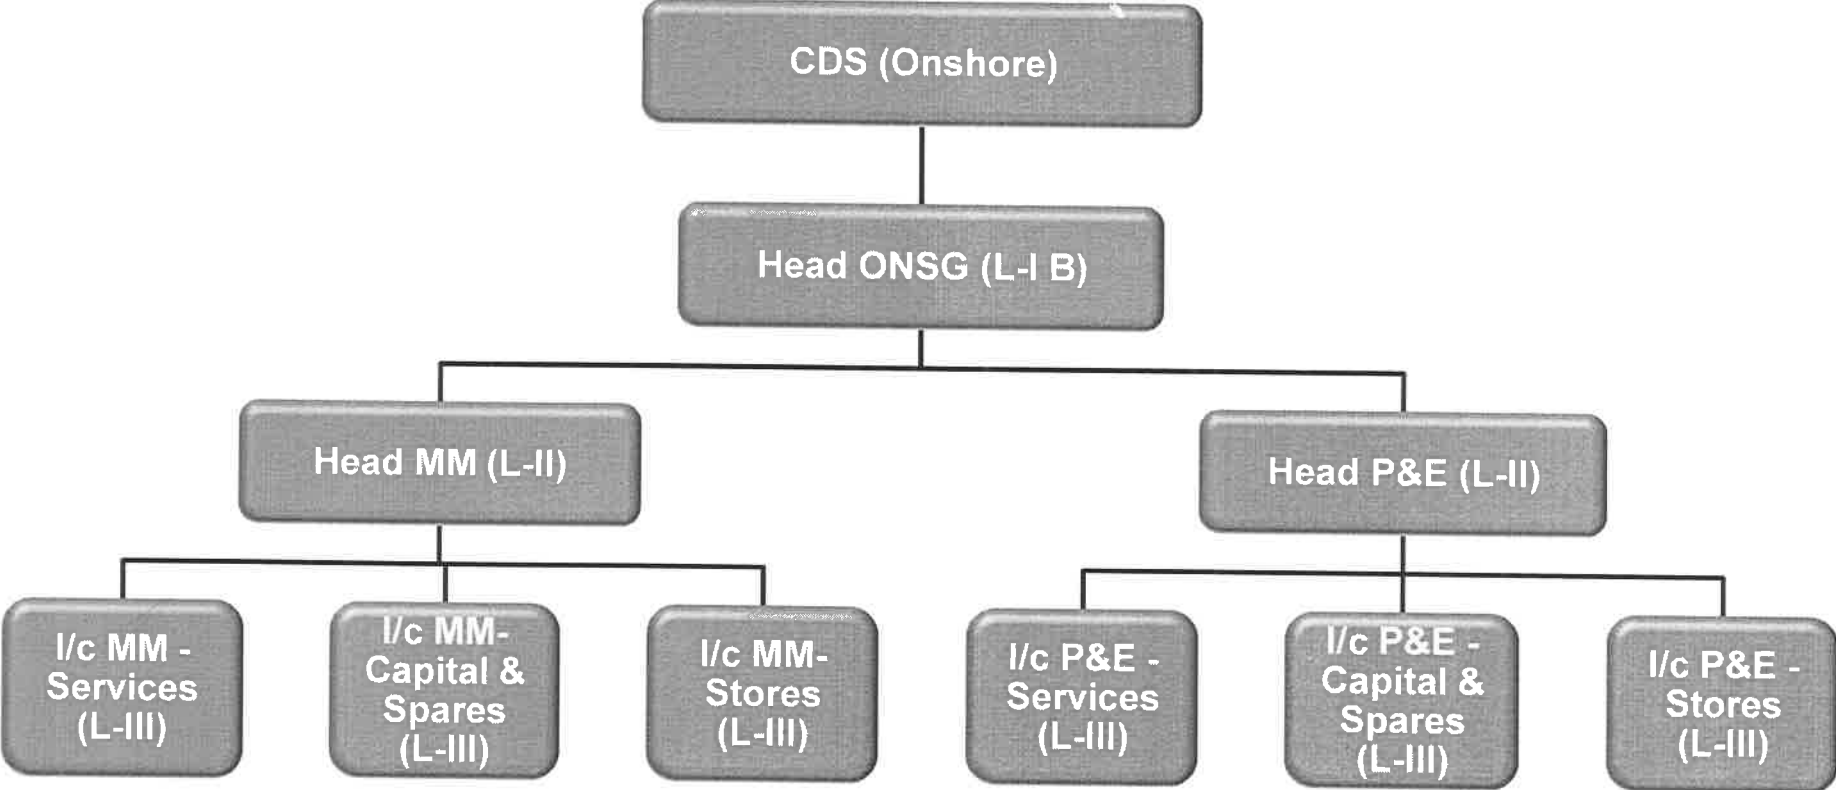 CDS (Onshore)
Head ONSG (L-I B)
Head MM (L-II)
Head P&E (L-II)
I/c MM -
Services
(L-III)
I/c MM-
Capital &
Spares
(L-III)
I/c MM-
Stores
(L-III)
I/c P&E -
Services
(L-III)
I/c P&E -
Capital &
Spares
(L-III)
I/c P&E -
Stores
(L-III)